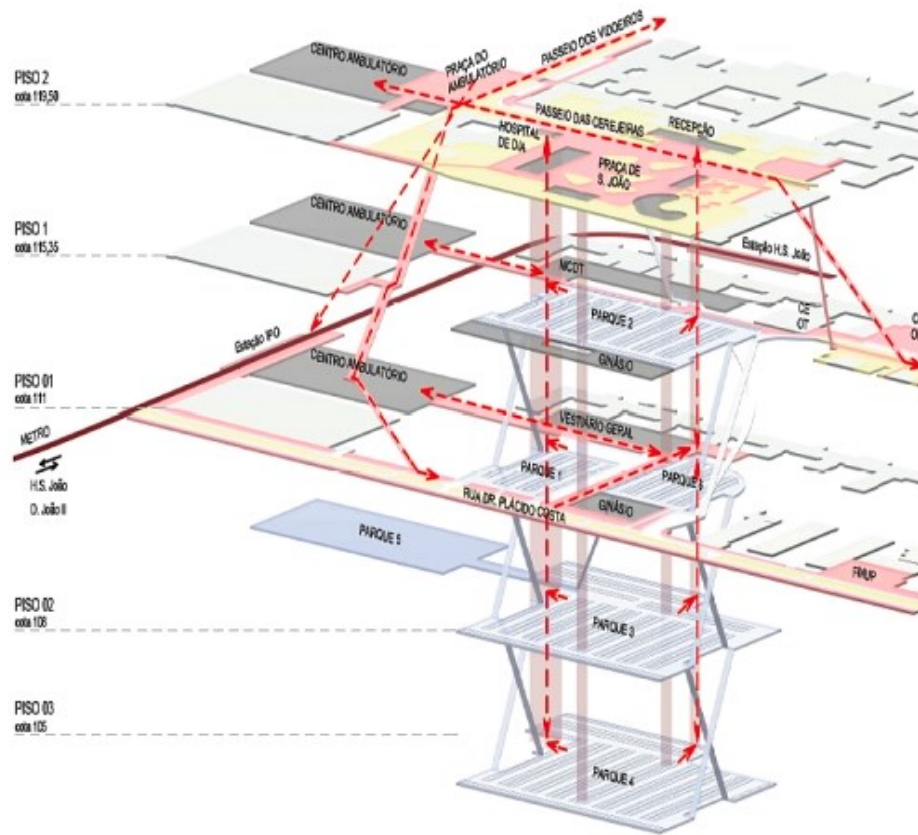 PISO 2
cota 119,50
CENTRO AMBULATÓRIO
PRAÇA DO
AMBULATÓRIO
PASSEIO DOS VIDOEIROS
PASSEIO DAS CEREJEIRAS
RECEPÇÃO
HOSPITAL
DE DIA
PRAÇA DE
S. JOÃO
PISO 1
cota 115,35
CENTRO AMBULATÓRIO
Estação H.S. João
MCDT
CE
OT
PARQUE 2
Estação IPO
GINÁSIO
PISO 01
cota 111
CENTRO AMBULATÓRIO
METRO
H.S. João
D. João II
VESTIÁRIO GERAL
PARQUE 1
RUA DR. PLÁCIDO COSTA
GINÁSIO
PARQUE 5
FMUP
PISO 02
cota 108
PARQUE 3
PISO 03
cota 105
PARQUE 4